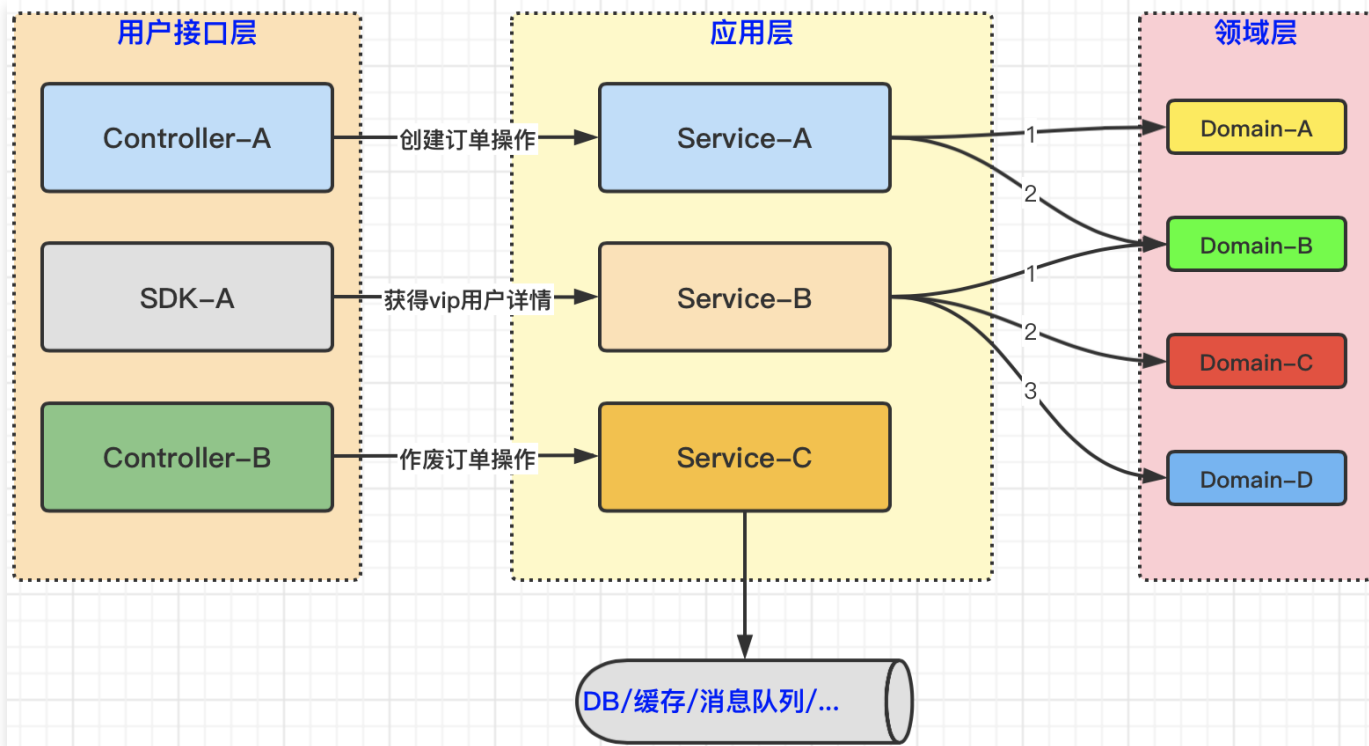 用户接口层
应用层
领域层
Controller-A
创建订单操作
Service-A
1
2
Domain-A
Domain-B
SDK-A
获得vip用户详情
Service-B
1
2
3
Domain-C
Domain-D
Controller-B
作废订单操作
Service-C
DB/缓存/消息队列/...